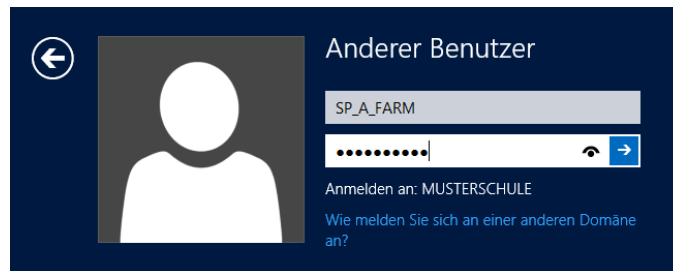 Anderer Benutzer
SP_A_FARM
Anmelden an: MUSTERSCHULE
Wie melden Sie sich an einer anderen Domäne
an?